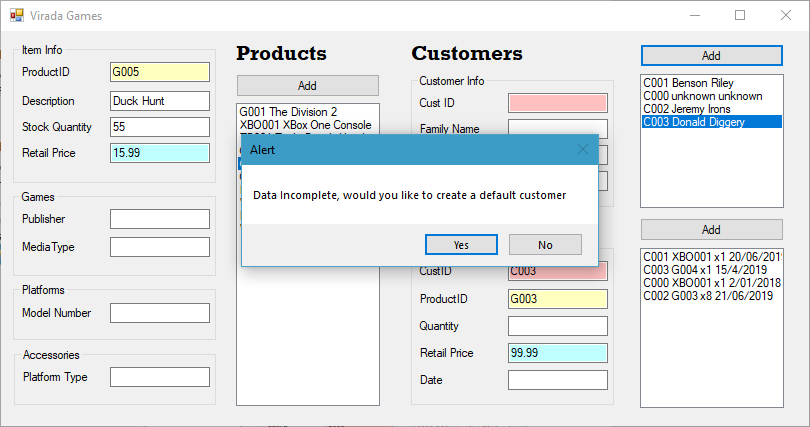 Virada Games
Item Info
ProductID
G005
Description
Duck Hunt
Stock Quantity
55
Retail Price
15.99
Games
Publisher
MediaType
Platforms
Model Number
Accessories
Platform Type
Products
Add
G001 The Division 2
XBO001 XBox One Console
Customers
Customer Info
Cust ID
Family Name
Alert
Data Incomplete, would you like to create a default customer
Yes
No
CustID
C003
ProductID
G003
Quantity
Retail Price
99.99
Date
Add
C001 Benson Riley
C000 unknown unknown
C002 Jeremy Irons
C003 Donald Diggery
Add
C001 XBO001 x1 20/06/2019
C003 G004 x1 15/4/2019
C000 XBO001 x1 2/01/2018
C002 G003 x8 21/06/2019